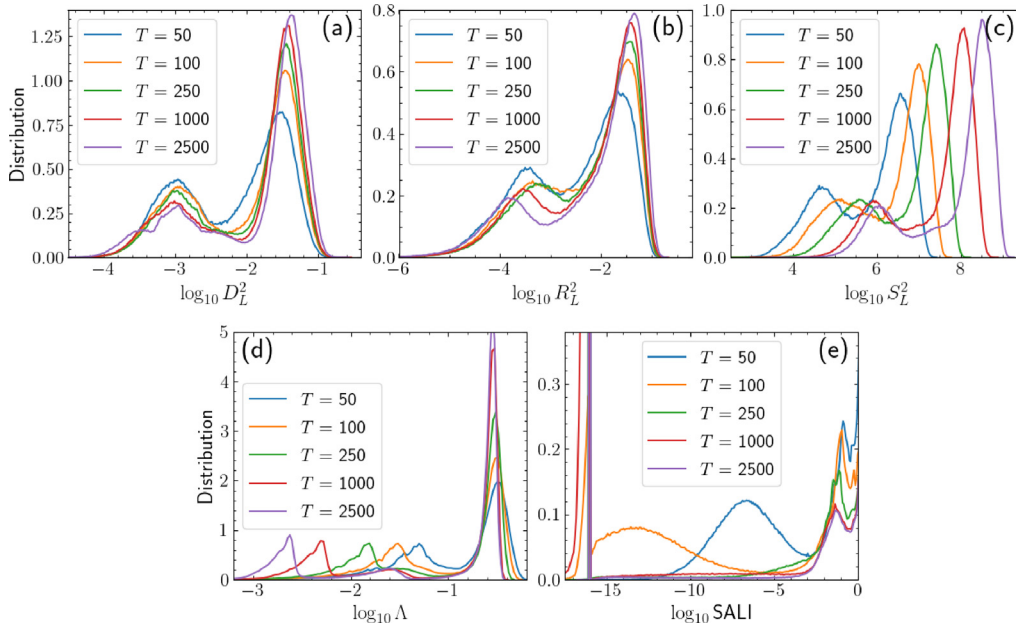 (a)
T = 50
T = 100
T = 250
T = 1000
T = 2500
Distribution
1.25
1.00
0.75
0.50
0.25
0.00
−4 −3 −2 −1
log₁₀ D²_L
(b)
T = 50
T = 100
T = 250
T = 1000
T = 2500
0.8
0.6
0.4
0.2
0.0
−6 −4 −2
log₁₀ R²_L
(c)
T = 50
T = 100
T = 250
T = 1000
T = 2500
1.0
0.8
0.6
0.4
0.2
0.0
4 6 8
log₁₀ S²_L
(d)
T = 50
T = 100
T = 250
T = 1000
T = 2500
Distribution
5
4
3
2
1
0
−3 −2 −1
log₁₀ Λ
(e)
T = 50
T = 100
T = 250
T = 1000
T = 2500
0.3
0.2
0.1
0.0
−15 −10 −5 0
log₁₀ SALI